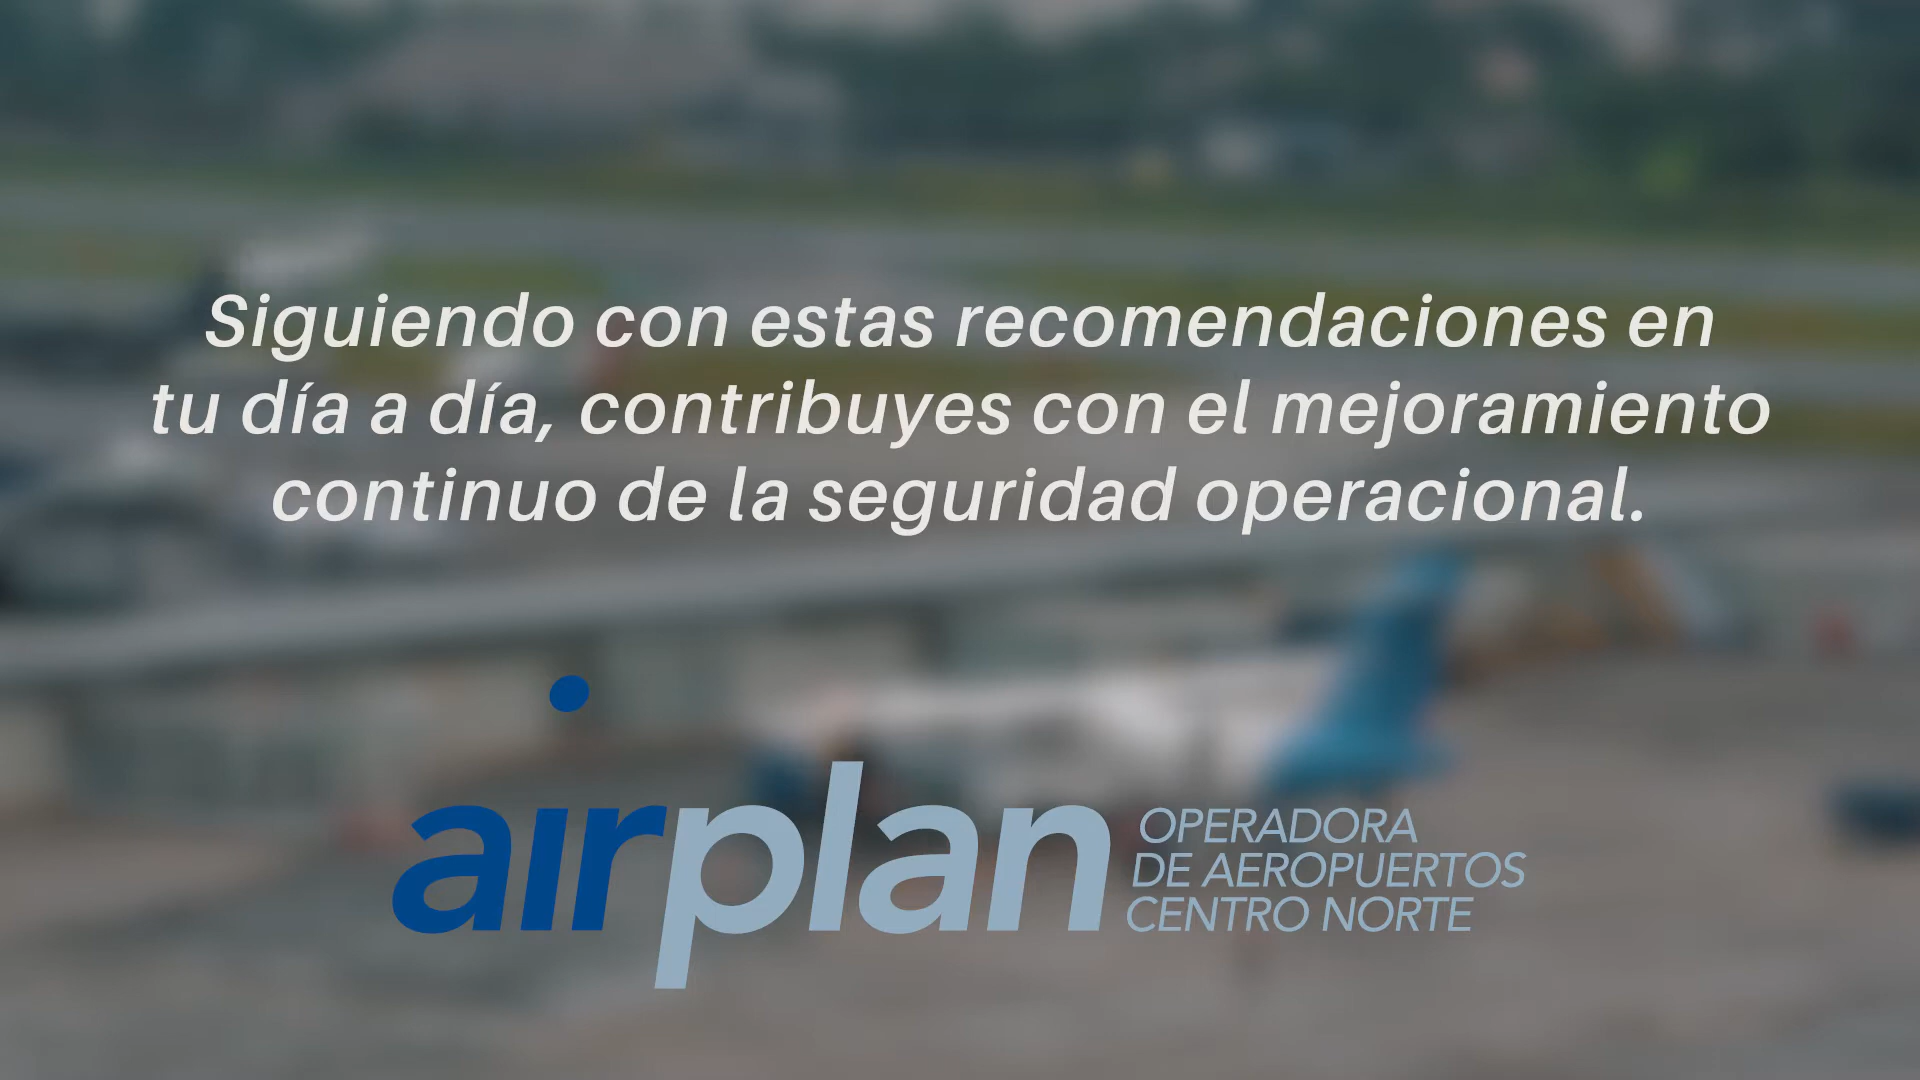 Siguiendo con estas recomendaciones en
tu día a día, contribuyes con el mejoramiento
continuo de la seguridad operacional.
airplan
OPERADORA
DE AEROPUERTOS
CENTRO NORTE